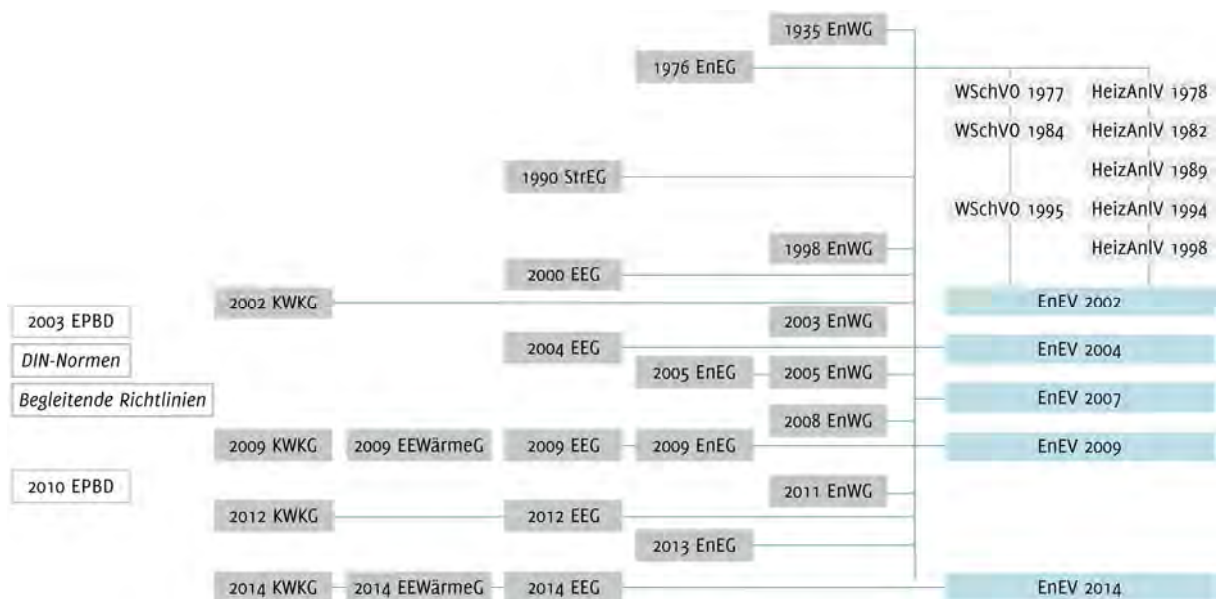 1935 EnWG
1976 EnEG
WSchVO 1977 HeizAnlV 1978
WSchVO 1984 HeizAnlV 1982
HeizAnlV 1989
1990 StrEG
WSchVO 1995 HeizAnlV 1994
1998 EnWG HeizAnlV 1998
2000 EEG
2002 KWKG EnEV 2002
2003 EPBD 2003 EnWG
2004 EEG EnEV 2004
DIN-Normen
2005 EnEG 2005 EnWG
Begleitende Richtlinien EnEV 2007
2008 EnWG
2009 KWKG 2009 EEWärmeG 2009 EEG 2009 EnEG EnEV 2009
2010 EPBD 2011 EnWG
2012 KWKG 2012 EEG
2013 EnEG
2014 KWKG 2014 EEWärmeG 2014 EEG EnEV 2014